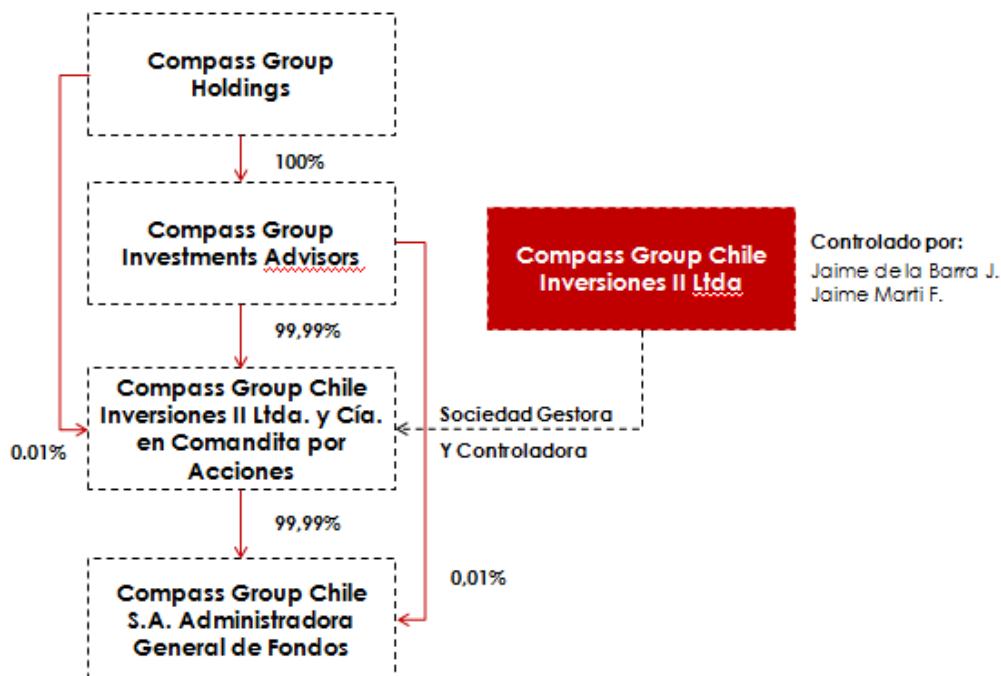 Compass Group
Holdings
100%
Compass Group
Investments Advisors
Compass Group Chile
Inversiones II Ltda
Controlado por:
Jaime de la Barra J.
Jaime Marti F.
99,99%
Compass Group Chile
Inversiones II Ltda. y Cía.
en Comandita por
Acciones
Sociedad Gestora
Y Controladora
0.01%
99,99%
0,01%
Compass Group Chile
S.A. Administradora
General de Fondos